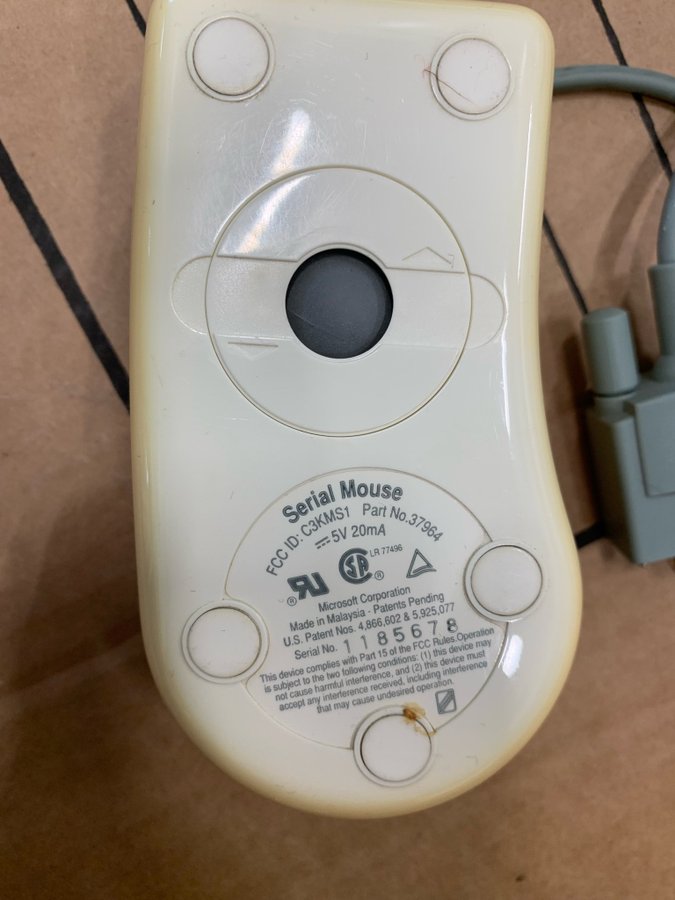 Serial Mouse
FCC ID: C3KMS1 Part No.37964
5V 20mA
LR 77496
Microsoft Corporation
Made in Malaysia - Patents Pending
U.S. Patent Nos. 4,866,602 & 5,925,077
Serial No. 1185678
This device complies with Part 15 of the FCC Rules.Operation
is subject to the two following conditions: (1) this device may
not cause harmful interference, and (2) this device must
accept any interference received, including interference
that may cause undesired operation.